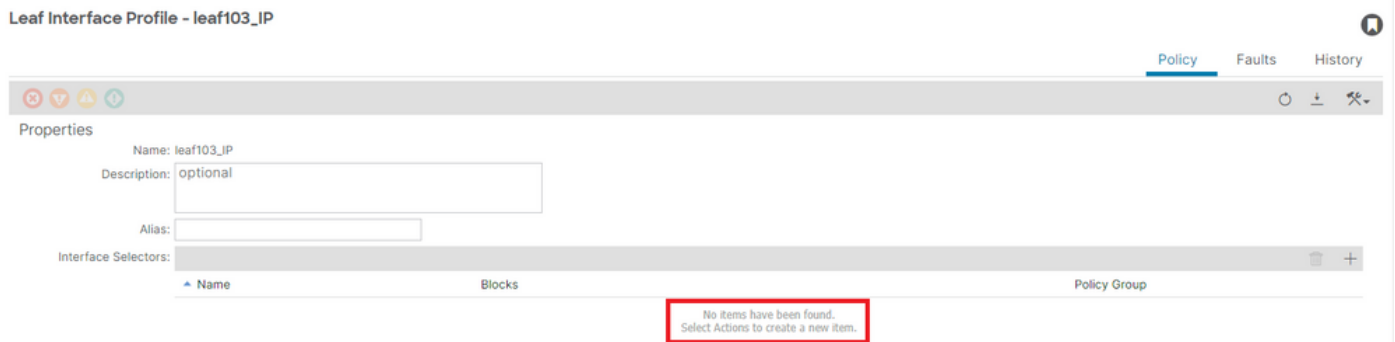 Leaf Interface Profile - leaf103_IP
Policy Faults History
Properties
Name: leaf103_IP
Description: optional
Alias:
Interface Selectors:
Name Blocks Policy Group
No items have been found.
Select Actions to create a new item.